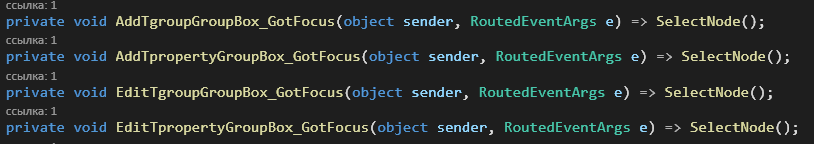 ссылка: 1
private void AddTgroupGroupBox_GotFocus(object sender, RoutedEventArgs e) => SelectNode();
ссылка: 1
private void AddTpropertyGroupBox_GotFocus(object sender, RoutedEventArgs e) => SelectNode();
ссылка: 1
private void EditTgroupGroupBox_GotFocus(object sender, RoutedEventArgs e) => SelectNode();
ссылка: 1
private void EditTpropertyGroupBox_GotFocus(object sender, RoutedEventArgs e) => SelectNode();